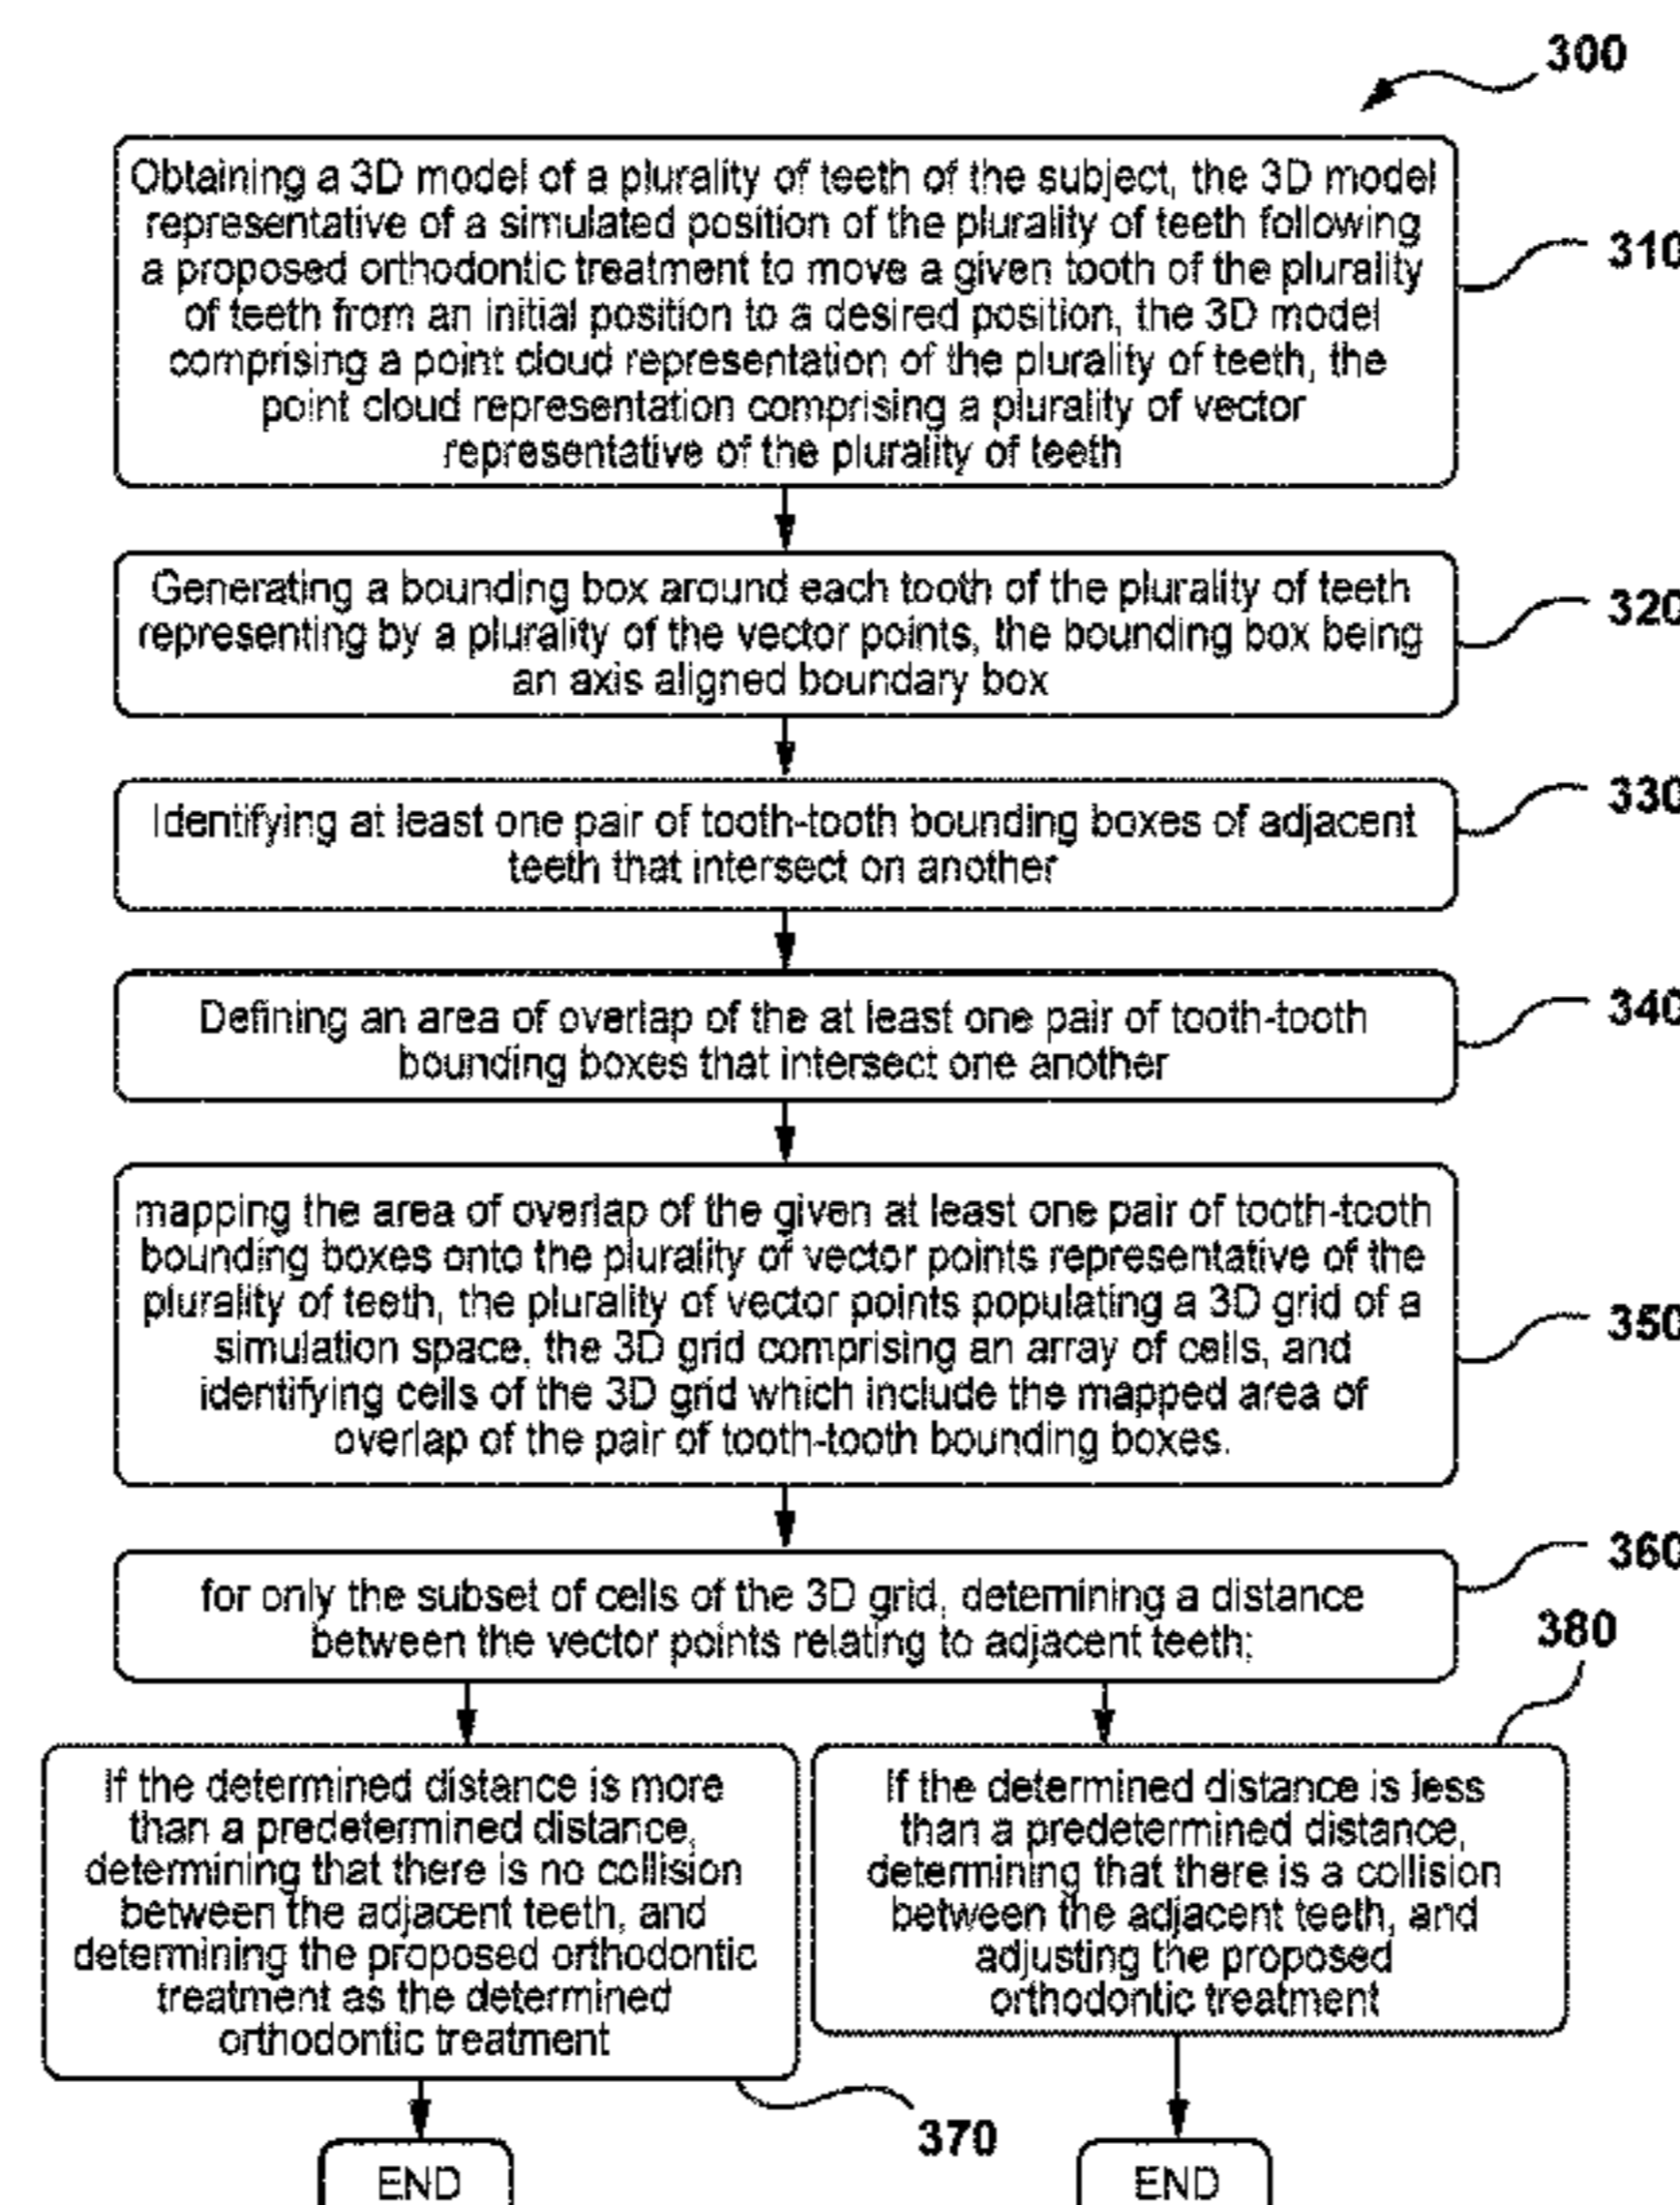 300
Obtaining a 3D model of a plurality of teeth of the subject, the 3D model
representative of a simulated position of the plurality of teeth following
a proposed orthodontic treatment to move a given tooth of the plurality
of teeth from an initial position to a desired position, the 3D model
comprising a point cloud representation of the plurality of teeth, the
point cloud representation comprising a plurality of vector
representative of the plurality of teeth
310
Generating a bounding box around each tooth of the plurality of teeth
representing by a plurality of the vector points, the bounding box being
an axis aligned boundary box
320
Identifying at least one pair of tooth-tooth bounding boxes of adjacent
teeth that intersect on another
330
Defining an area of overlap of the at least one pair of tooth-tooth
bounding boxes that intersect one another
340
mapping the area of overlap of the given at least one pair of tooth-tooth
bounding boxes onto the plurality of vector points representative of the
plurality of teeth, the plurality of vector points populating a 3D grid of a
simulation space, the 3D grid comprising an array of cells, and
identifying cells of the 3D grid which include the mapped area of
overlap of the pair of tooth-tooth bounding boxes.
350
for only the subset of cells of the 3D grid, determining a distance
between the vector points relating to adjacent teeth;
360
If the determined distance is more
than a predetermined distance,
determining that there is no collision
between the adjacent teeth, and
determining the proposed orthodontic
treatment as the determined
orthodontic treatment
370
If the determined distance is less
than a predetermined distance,
determining that there is a collision
between the adjacent teeth, and
adjusting the proposed
orthodontic treatment
380
END
END